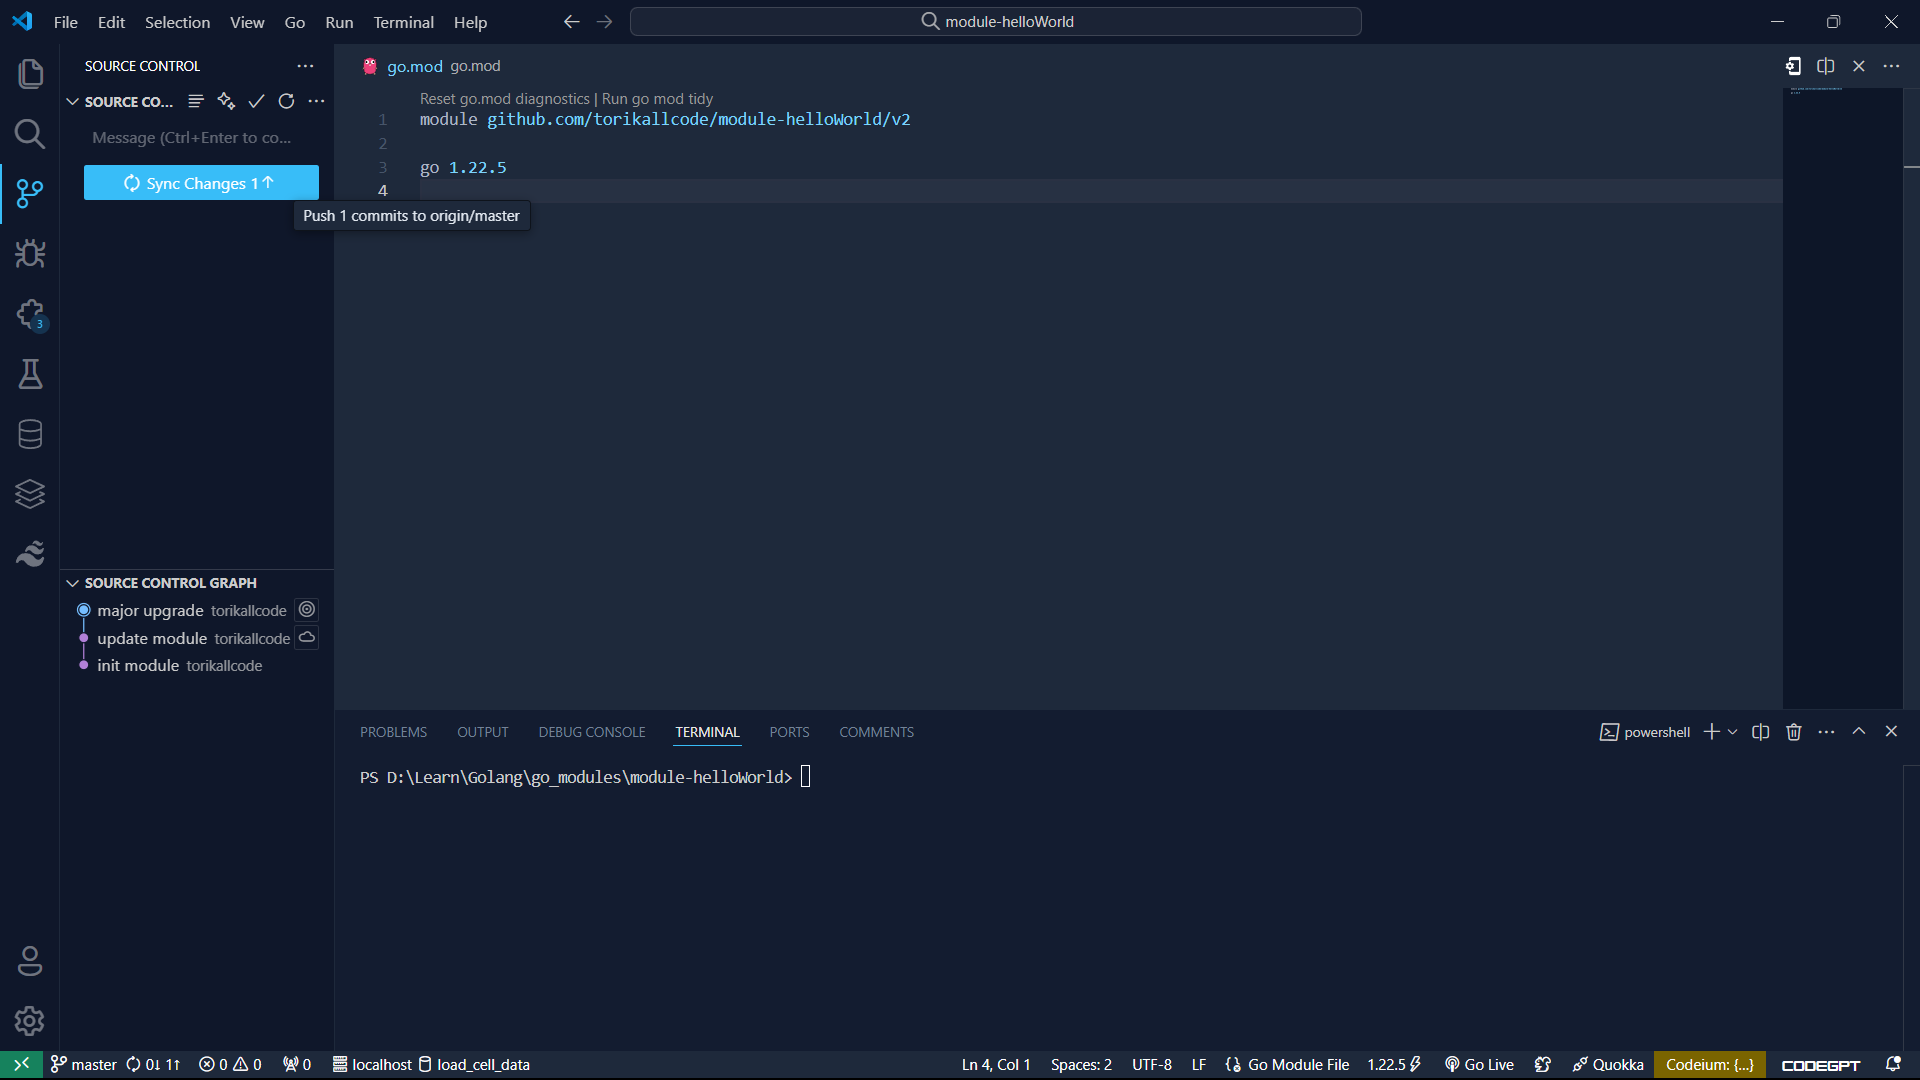 File Edit Selection View Go Run Terminal Help
module-helloWorld
SOURCE CONTROL
SOURCE CO...
Message (Ctrl+Enter to co...
Sync Changes 1↑
Push 1 commits to origin/master
3
SOURCE CONTROL GRAPH
major upgrade torikallcode
update module torikallcode
init module torikallcode
go.mod go.mod
Reset go.mod diagnostics | Run go mod tidy
1 module github.com/torikallcode/module-helloWorld/v2
2
3 go 1.22.5
4
PROBLEMS OUTPUT DEBUG CONSOLE TERMINAL PORTS COMMENTS
powershell
PS D:\Learn\Golang\go_modules\module-helloWorld>
master 0↓ 1↑ 0 0 0 localhost load_cell_data
Ln 4, Col 1 Spaces: 2 UTF-8 LF Go Module File 1.22.5 Go Live Quokka Codeium: {...} CODEGPT